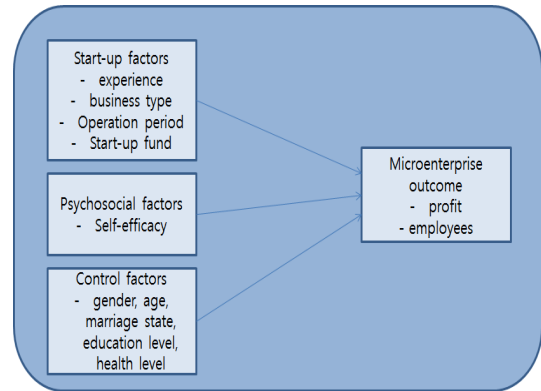 Start-up factors
- experience
- business type
- Operation period
- Start-up fund
Psychosocial factors
- Self-efficacy
Control factors
- gender, age,
marriage state,
education level,
health level
Microenterprise
outcome
- profit
- employees